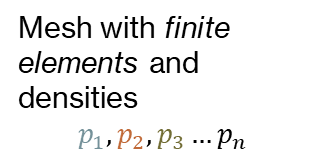 Mesh with finite
elements and
densities
p₁, p₂, p₃ ... pₙ